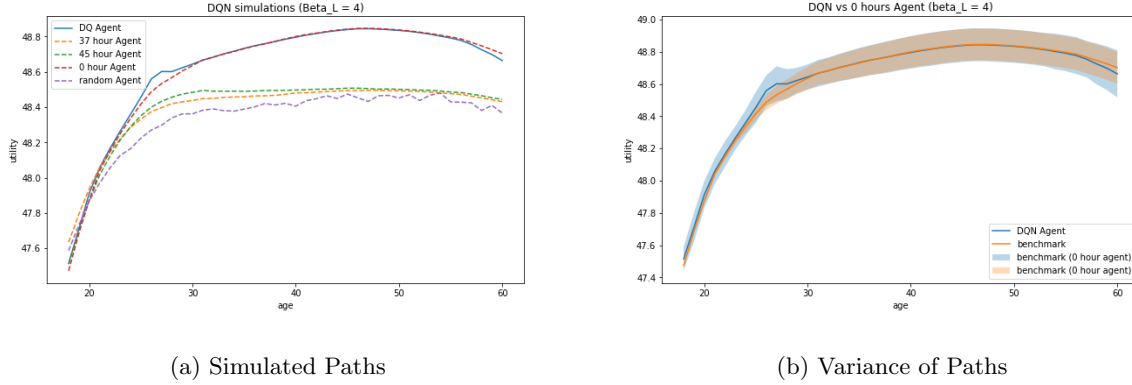 DQN simulations (Beta_L = 4)
DQ Agent
37 hour Agent
45 hour Agent
0 hour Agent
random Agent
48.8
48.6
48.4
48.2
48.0
47.8
47.6
utility
20
30
40
50
60
age
(a) Simulated Paths
DQN vs 0 hours Agent (beta_L = 4)
49.0
48.8
48.6
48.4
48.2
48.0
47.8
47.6
47.4
utility
DQN Agent
benchmark
benchmark (0 hour agent)
benchmark (0 hour agent)
20
30
40
50
60
age
(b) Variance of Paths